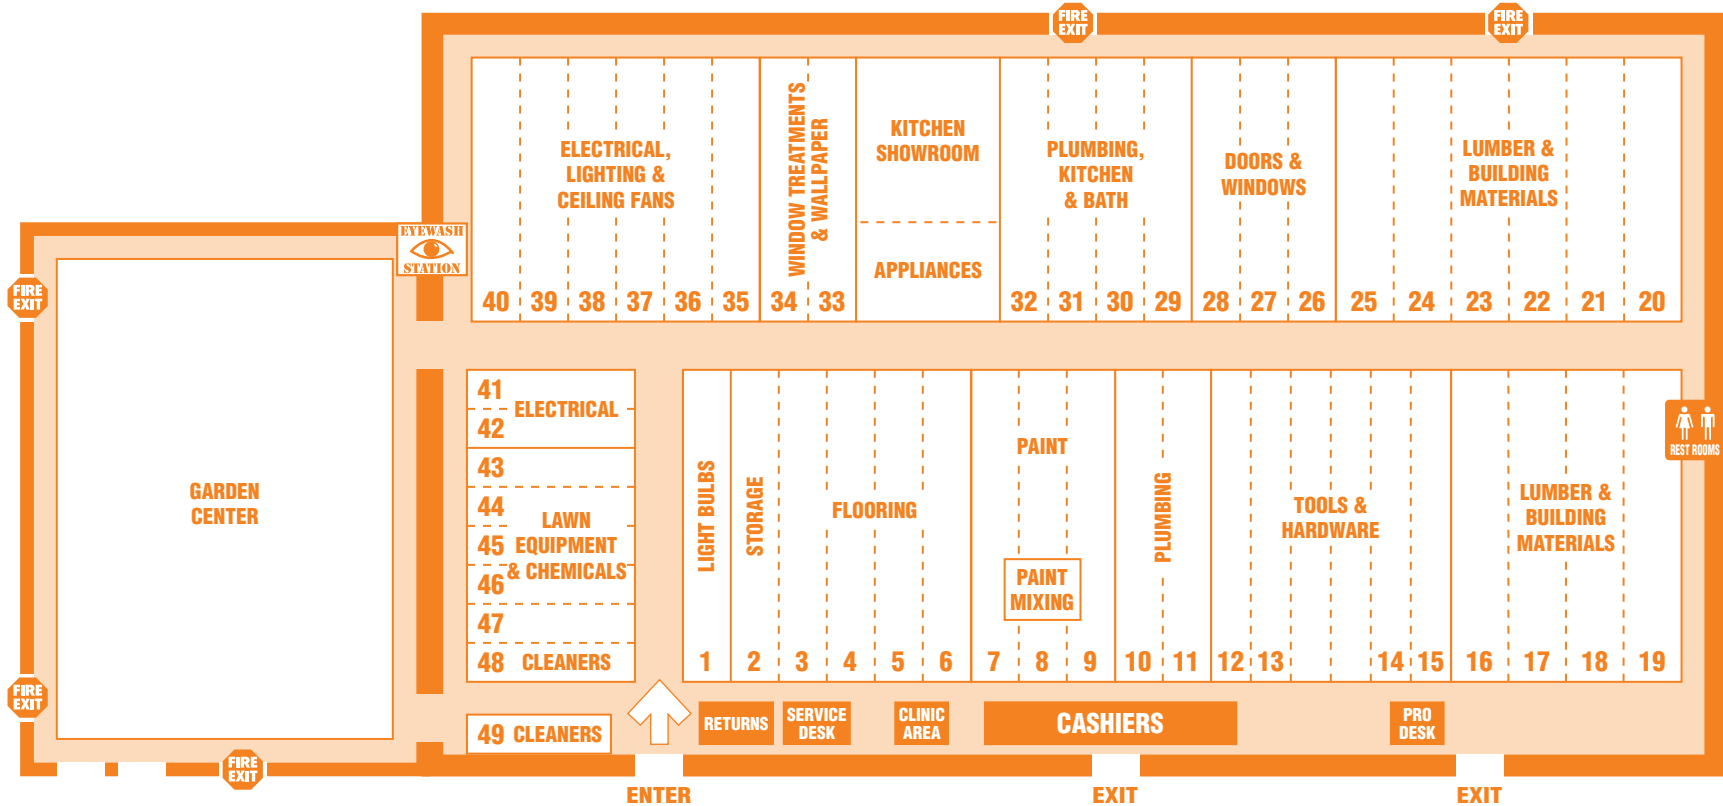 FIRE
EXIT
FIRE
EXIT
EYEWASH
STATION
ELECTRICAL,
LIGHTING &
CEILING FANS
WINDOW TREATMENTS
& WALLPAPER
KITCHEN
SHOWROOM
APPLIANCES
PLUMBING,
KITCHEN
& BATH
DOORS &
WINDOWS
LUMBER &
BUILDING
MATERIALS
40 39 38 37 36 35 34 33 32 31 30 29 28 27 26 25 24 23 22 21 20
FIRE
EXIT
GARDEN
CENTER
FIRE
EXIT
FIRE
EXIT
41
ELECTRICAL
42
43
44
45
46
47
LAWN
EQUIPMENT
& CHEMICALS
48 CLEANERS
49 CLEANERS
LIGHT BULBS
STORAGE
FLOORING
PAINT
PAINT
MIXING
PLUMBING
TOOLS &
HARDWARE
LUMBER &
BUILDING
MATERIALS
REST ROOMS
1 2 3 4 5 6 7 8 9 10 11 12 13 14 15 16 17 18 19
RETURNS
SERVICE
DESK
CLINIC
AREA
CASHIERS
PRO
DESK
ENTER
EXIT
EXIT